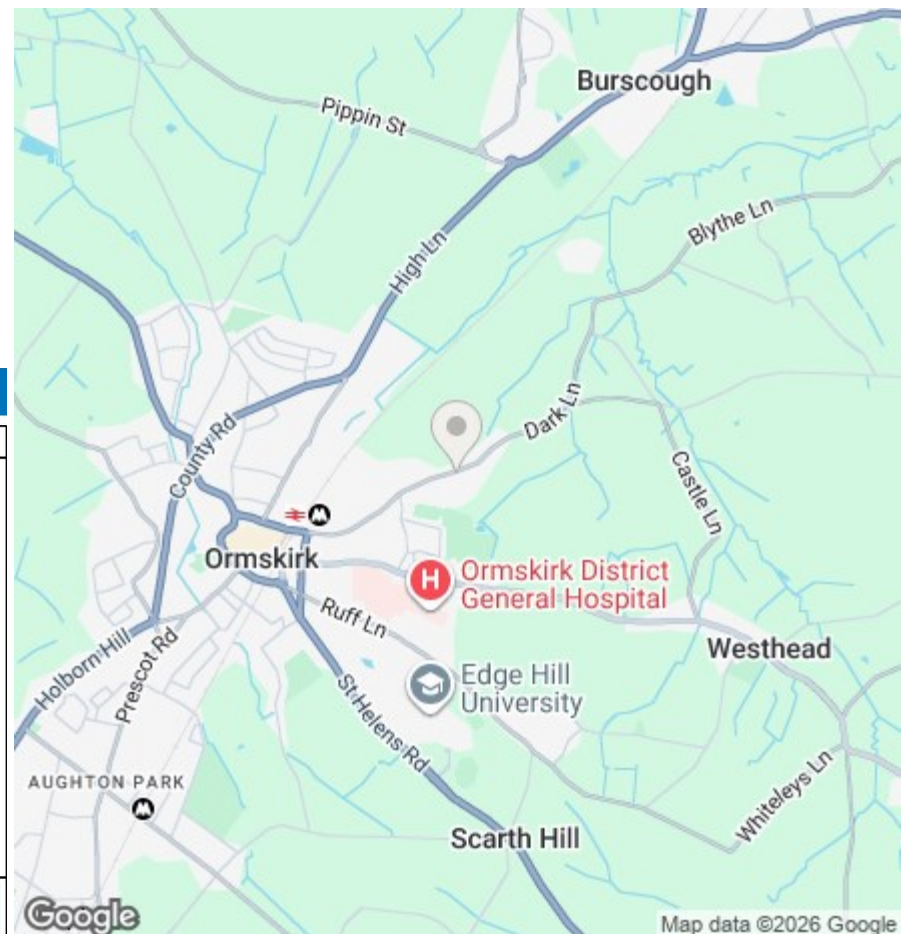 Burscough
Pippin St
Blythe Ln
High Ln
Dark Ln
County Rd
Castle Ln
Ormskirk
H
Ormskirk District
General Hospital
Ruff Ln
Westhead
Holborn Hill
Prescot Rd
Edge Hill
University
St Helens Rd
AUGHTON PARK
Whiteleys Ln
Scarth Hill
Google
Map data ©2026 Google